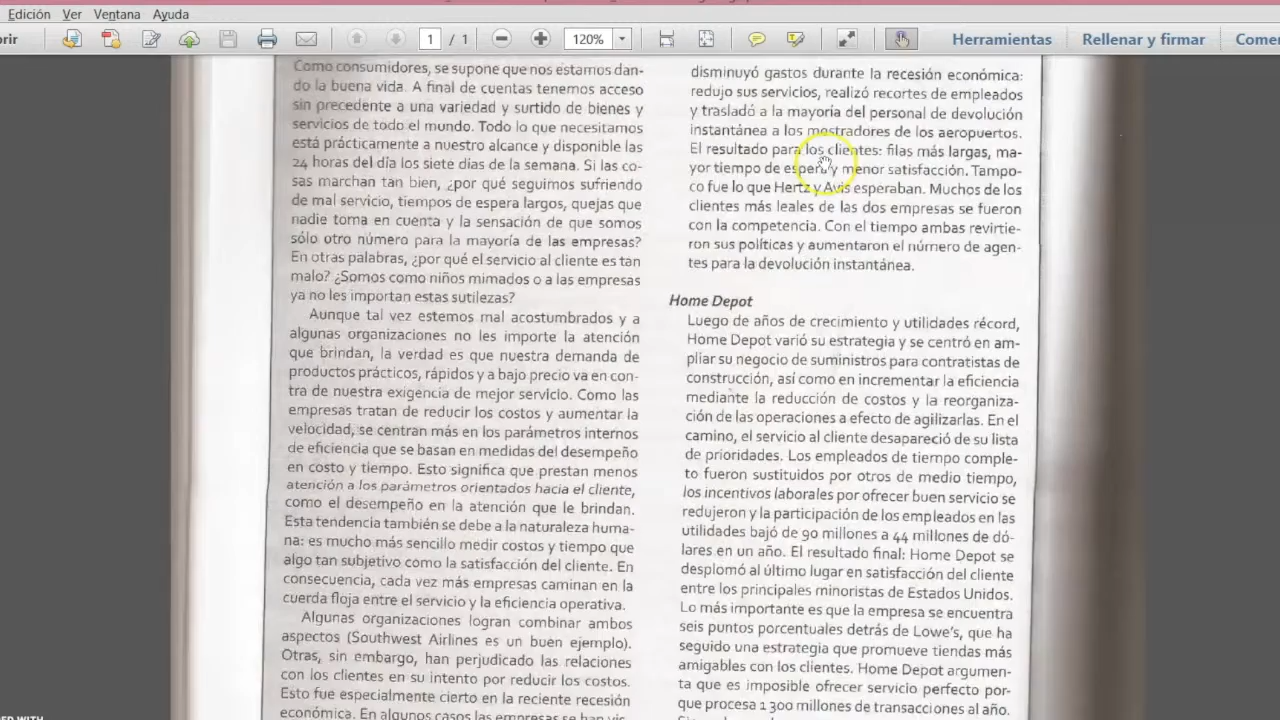 Edición Ver Ventana Ayuda
rir
1 / 1
120%
Herramientas
Rellenar y firmar
Comen
Como consumidores, se supone que nos estamos dan-
do la buena vida. A final de cuentas tenemos acceso
sin precedente a una variedad y surtido de bienes y
servicios de todo el mundo. Todo lo que necesitamos
está prácticamente a nuestro alcance y disponible las
24 horas del día los siete días de la semana. Si las co-
sas marchan tan bien, ¿por qué seguimos sufriendo
de mal servicio, tiempos de espera largos, quejas que
nadie toma en cuenta y la sensación de que somos
sólo otro número para la mayoría de las empresas?
En otras palabras, ¿por qué el servicio al cliente es tan
malo? ¿Somos como niños mimados o a las empresas
ya no les importan estas sutilezas?
Aunque tal vez estemos mal acostumbrados y a
algunas organizaciones no les importe la atención
que brindan, la verdad es que nuestra demanda de
productos prácticos, rápidos y a bajo precio va en con-
tra de nuestra exigencia de mejor servicio. Como las
empresas tratan de reducir los costos y aumentar la
velocidad, se centran más en los parámetros internos
de eficiencia que se basan en medidas del desempeño
en costo y tiempo. Esto significa que prestan menos
atención a los parámetros orientados hacia el cliente,
como el desempeño en la atención que le brindan.
Esta tendencia también se debe a la naturaleza huma-
na: es mucho más sencillo medir costos y tiempo que
algo tan subjetivo como la satisfacción del cliente. En
consecuencia, cada vez más empresas caminan en la
cuerda floja entre el servicio y la eficiencia operativa.
Algunas organizaciones logran combinar ambos
aspectos (Southwest Airlines es un buen ejemplo).
Otras, sin embargo, han perjudicado las relaciones
con los clientes en su intento por reducir los costos.
Esto fue especialmente cierto en la reciente recesión
económica. En algunos casos las empresas se han vis-
disminuyó gastos durante la recesión económica:
redujo sus servicios, realizó recortes de empleados
y trasladó a la mayoría del personal de devolución
instantánea a los mostradores de los aeropuertos.
El resultado para los clientes: filas más largas, ma-
yor tiempo de espera y menor satisfacción. Tampo-
co fue lo que Hertz y Avis esperaban. Muchos de los
clientes más leales de las dos empresas se fueron
con la competencia. Con el tiempo ambas revirtie-
ron sus políticas y aumentaron el número de agen-
tes para la devolución instantánea.
Home Depot
Luego de años de crecimiento y utilidades récord,
Home Depot varió su estrategia y se centró en am-
pliar su negocio de suministros para contratistas de
construcción, así como en incrementar la eficiencia
mediante la reducción de costos y la reorganiza-
ción de las operaciones a efecto de agilizarlas. En el
camino, el servicio al cliente desapareció de su lista
de prioridades. Los empleados de tiempo comple-
to fueron sustituidos por otros de medio tiempo,
los incentivos laborales por ofrecer buen servicio se
redujeron y la participación de los empleados en las
utilidades bajó de 90 millones a 44 millones de dó-
lares en un año. El resultado final: Home Depot se
desplomó al último lugar en satisfacción del cliente
entre los principales minoristas de Estados Unidos.
Lo más importante es que la empresa se encuentra
seis puntos porcentuales detrás de Lowe's, que ha
seguido una estrategia que promueve tiendas más
amigables con los clientes. Home Depot argumen-
ta que es imposible ofrecer servicio perfecto por-
que procesa 1 300 millones de transacciones al año.